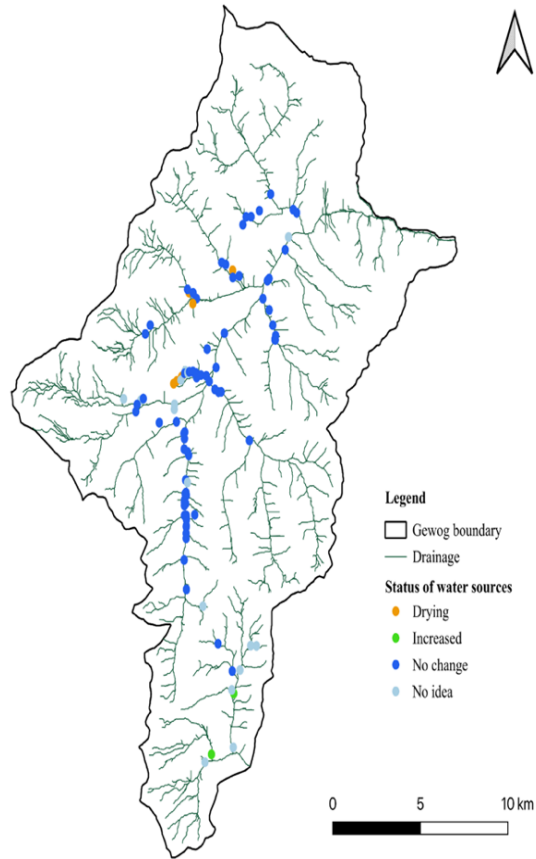 Legend
Gewog boundary
Drainage
Status of water sources
Drying
Increased
No change
No idea
0 5 10 km